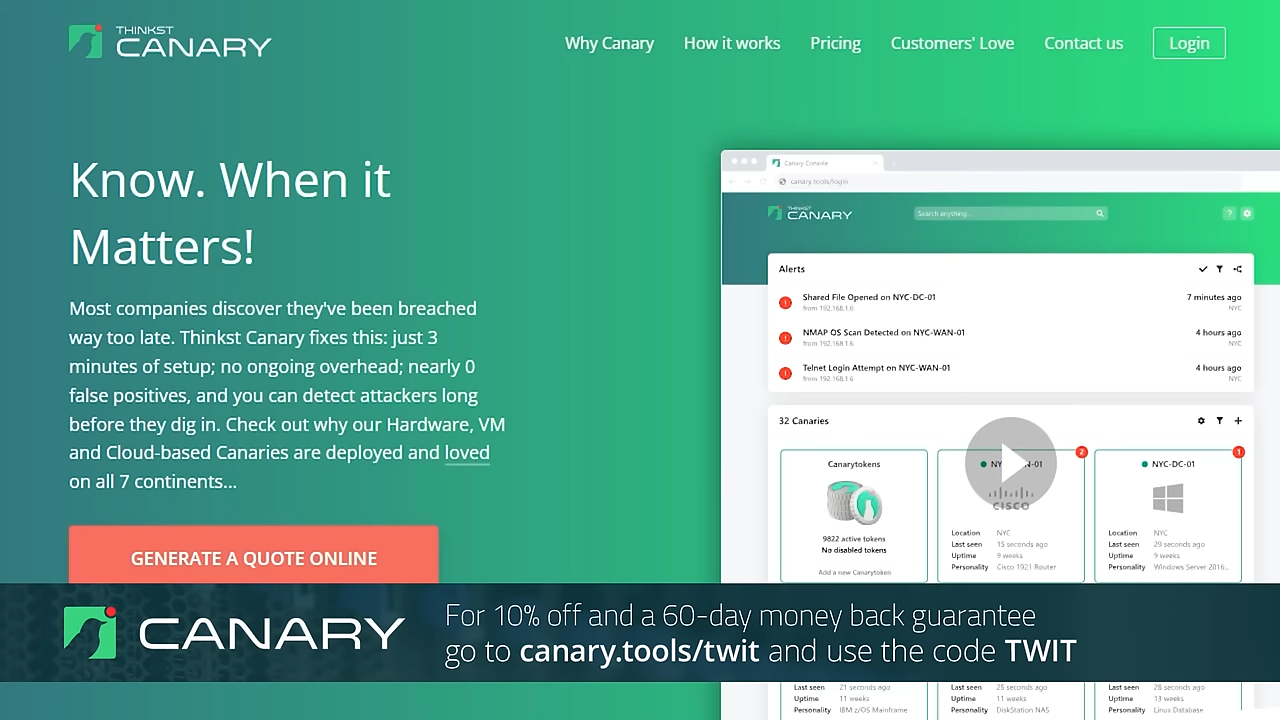 THINKST
CANARY
Why Canary
How it works
Pricing
Customers' Love
Contact us
Login
Know. When it
Matters!
Most companies discover they've been breached
way too late. Thinkst Canary fixes this: just 3
minutes of setup; no ongoing overhead; nearly 0
false positives, and you can detect attackers long
before they dig in. Check out why our Hardware, VM
and Cloud-based Canaries are deployed and loved
on all 7 continents...
GENERATE A QUOTE ONLINE
Canary Console
canary.tools/login
THINKST
CANARY
Search anything...
?
Alerts
Shared File Opened on NYC-DC-01
7 minutes ago
from 192.168.1.6
NYC
NMAP OS Scan Detected on NYC-WAN-01
4 hours ago
from 192.168.1.6
NYC
Telnet Login Attempt on NYC-WAN-01
4 hours ago
from 192.168.1.6
NYC
32 Canaries
Canarytokens
9822 active tokens
No disabled tokens
Add a new Canarytoken
2
CISCO
Location NYC
Last seen 15 seconds ago
Uptime 9 weeks
Personality Cisco 1921 Router
1
NYC-DC-01
Location NYC
Last seen 29 seconds ago
Uptime 9 weeks
Personality Windows Server 2016...
CANARY
For 10% off and a 60-day money back guarantee
go to canary.tools/twit and use the code TWIT
Last seen 21 seconds ago
Uptime 11 weeks
Personality IBM z/OS Mainframe
Last seen 25 seconds ago
Uptime 11 weeks
Personality DiskStation NAS
Last seen 28 seconds ago
Uptime 13 weeks
Personality Linux Database